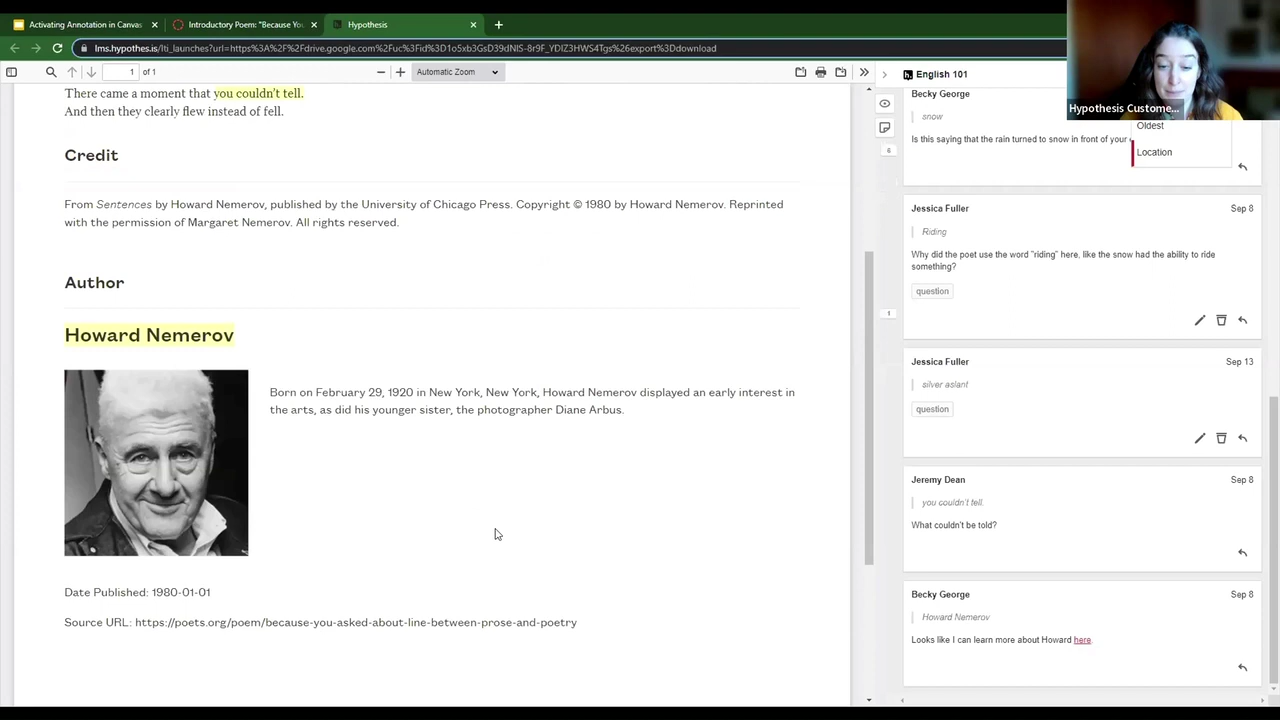 Activating Annotation in Canvas
Introductory Poem: "Because You
Hypothesis
lms.hypothes.is/lti_launches?url=https%3A%2F%2Fdrive.google.com%2Fuc%3Fid%3D1o5xb3GsD39dNlS-8r9F_YDIZ3HWS4Tgs%26export%3Ddownload
1
of 1
Automatic Zoom
There came a moment that you couldn't tell.
And then they clearly flew instead of fell.
Credit
From Sentences by Howard Nemerov, published by the University of Chicago Press. Copyright © 1980 by Howard Nemerov. Reprinted
with the permission of Margaret Nemerov. All rights reserved.
Author
Howard Nemerov
Born on February 29, 1920 in New York, New York, Howard Nemerov displayed an early interest in
the arts, as did his younger sister, the photographer Diane Arbus.
Date Published: 1980-01-01
Source URL: https://poets.org/poem/because-you-asked-about-line-between-prose-and-poetry
6
1
English 101
Hypothesis Custome...
Becky George
snow
Is this saying that the rain turned to snow in front of your
Oldest
Location
Jessica Fuller
Sep 8
Riding
Why did the poet use the word "riding" here, like the snow had the ability to ride
something?
question
Jessica Fuller
Sep 13
silver aslant
question
Jeremy Dean
Sep 8
you couldn't tell.
What couldn't be told?
Becky George
Sep 8
Howard Nemerov
Looks like I can learn more about Howard here.